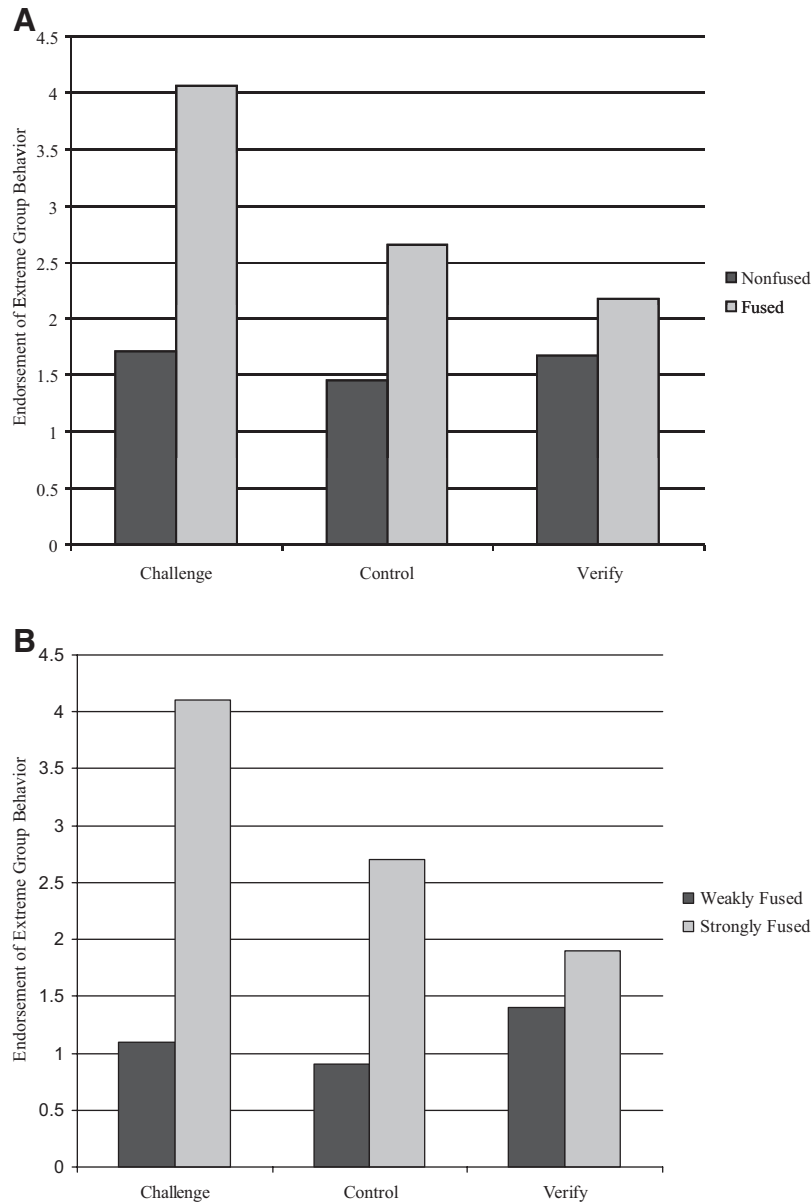 A
4.5
4
3.5
3
2.5
2
1.5
1
0.5
0
Endorsement of Extreme Group Behavior
Challenge Control Verify
Nonfused
Fused
B
4.5
4
3.5
3
2.5
2
1.5
1
0.5
0
Endorsement of Extreme Group Behavior
Challenge Control Verify
Weakly Fused
Strongly Fused